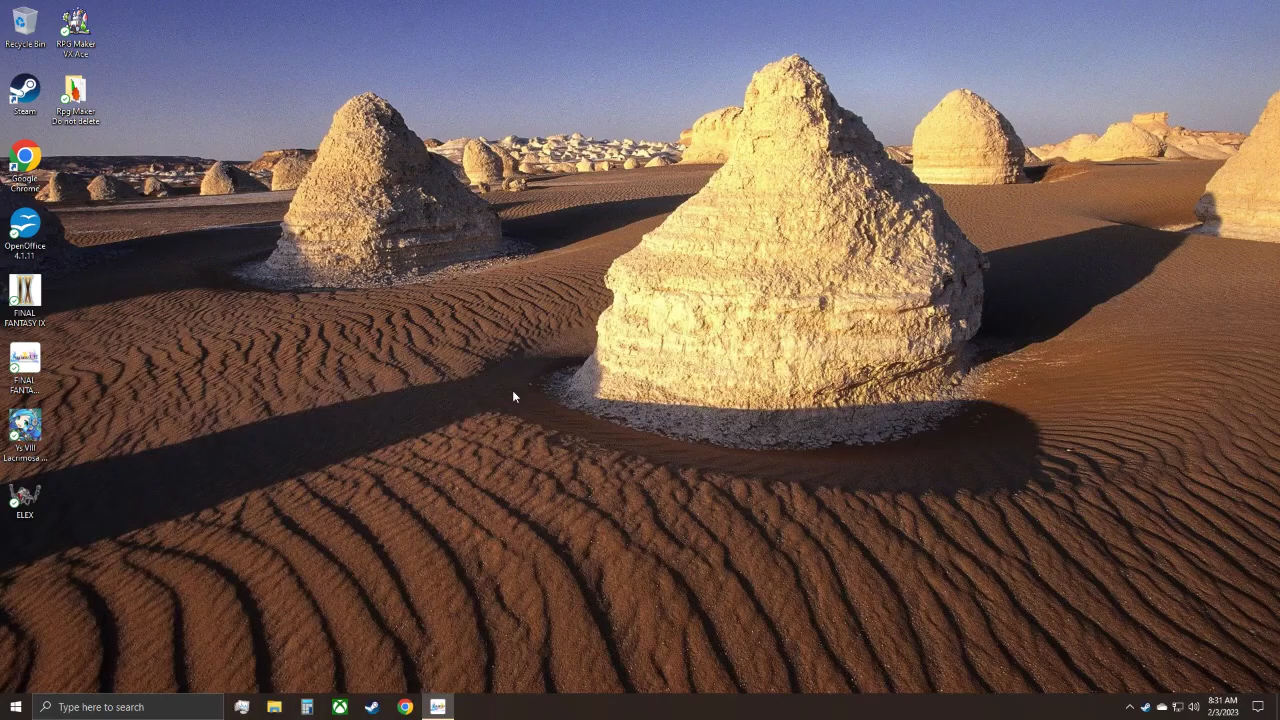 Recycle Bin
RPG Maker
VX Ace
Steam
Rpg Maker
Do not delete
Google
Chrome
OpenOffice
4.1.11
FINAL
FANTASY IX
FINAL
FANTA...
Ys VIII
Lacrimosa ...
ELEX
Type here to search
8:31 AM
2/3/2023